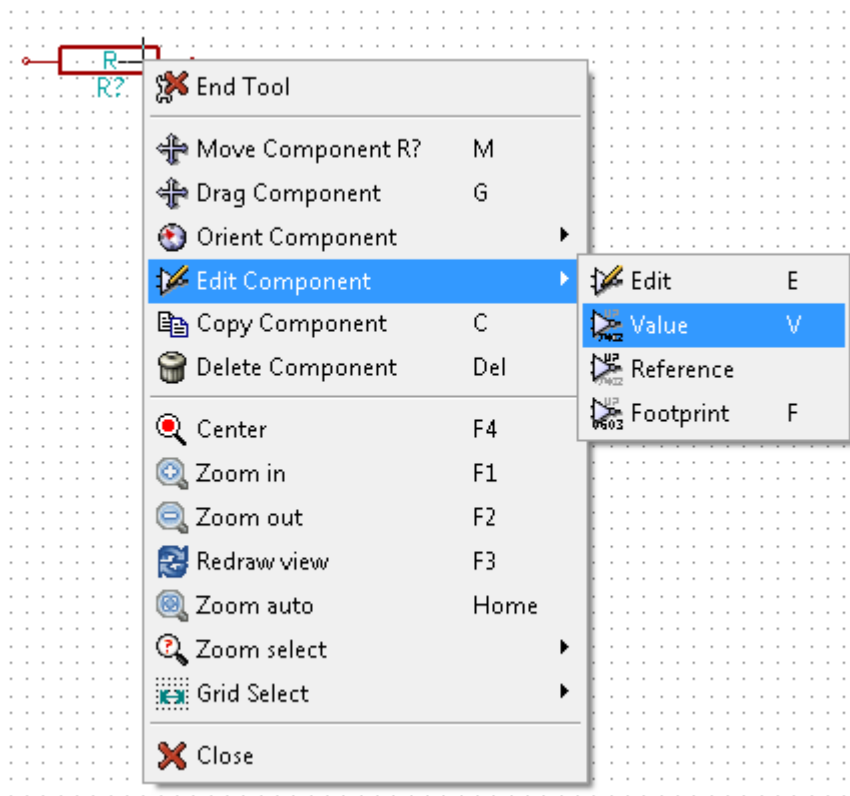 R
R?
End Tool
Move Component R? M
Drag Component G
Orient Component
Edit Component
Copy Component C
Delete Component Del
Center F4
Zoom in F1
Zoom out F2
Redraw view F3
Zoom auto Home
Zoom select
Grid Select
Close
Edit E
Value V
Reference
Footprint F